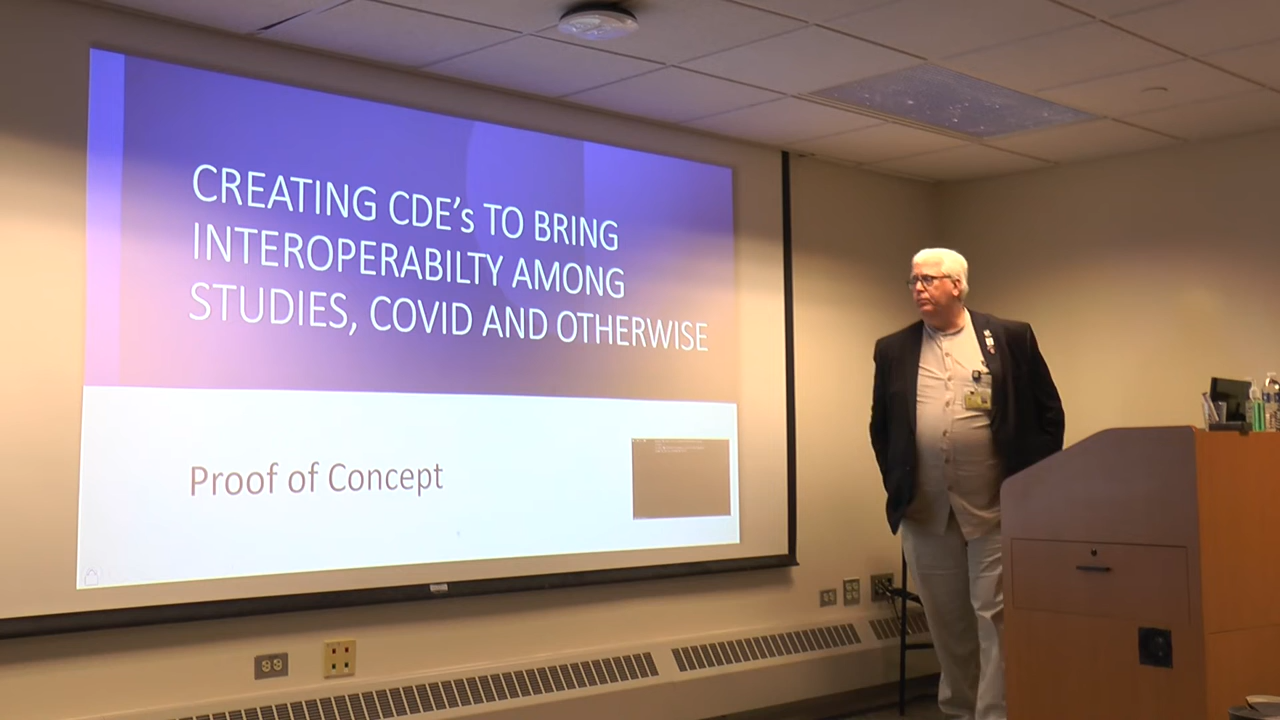 CREATING CDE's TO BRING
INTEROPERABILTY AMONG
STUDIES, COVID AND OTHERWISE
Proof of Concept